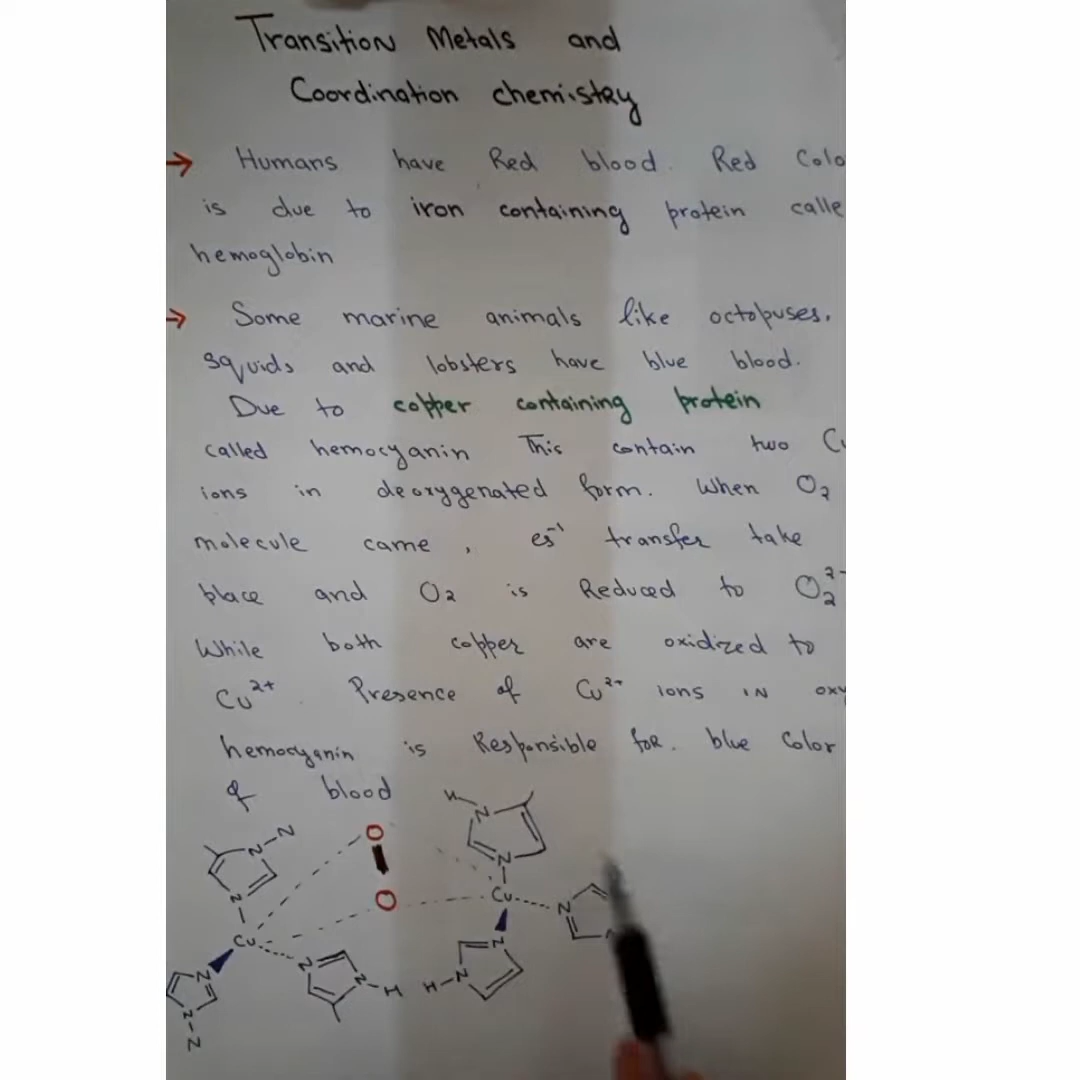 Transition Metals and
Coordination chemistry
→ Humans have Red blood. Red Colo
is due to iron containing protein calle
hemoglobin
→ Some marine animals like octopuses,
squids and lobsters have blue blood.
Due to copper containing protein
called hemocyanin This contain two Cu
ions in deoxygenated form. When O₂
molecule came, es⁻¹ transfer take
place and O₂ is Reduced to O₂²⁻
While both copper are oxidized to
Cu²⁺. Presence of Cu²⁺ ions IN oxy
hemocyanin is Responsible foR. blue Color
of blood
H N N Cu N N H
N N N Cu N N H N N
O O
N